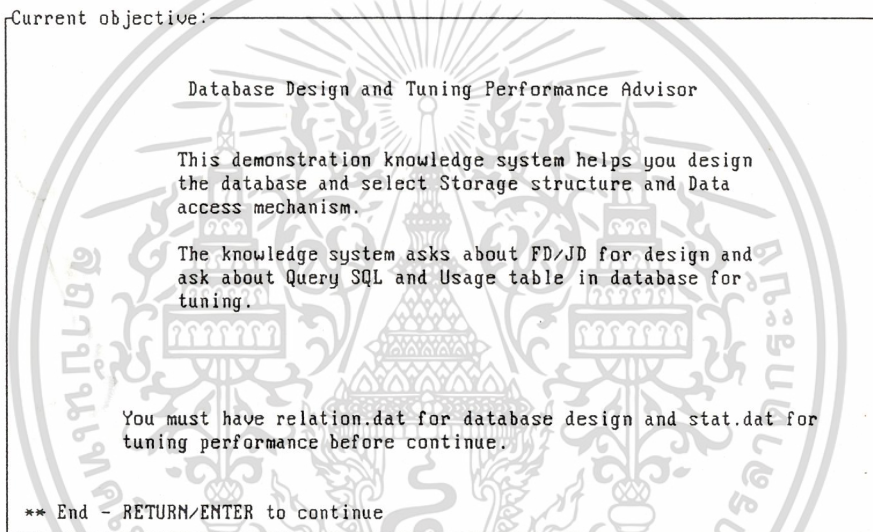 Current objective:
Database Design and Tuning Performance Advisor
This demonstration knowledge system helps you design
the database and select Storage structure and Data
access mechanism.
The knowledge system asks about FD/JD for design and
ask about Query SQL and Usage table in database for
tuning.
You must have relation.dat for database design and stat.dat for
tuning performance before continue.
** End - RETURN/ENTER to continue